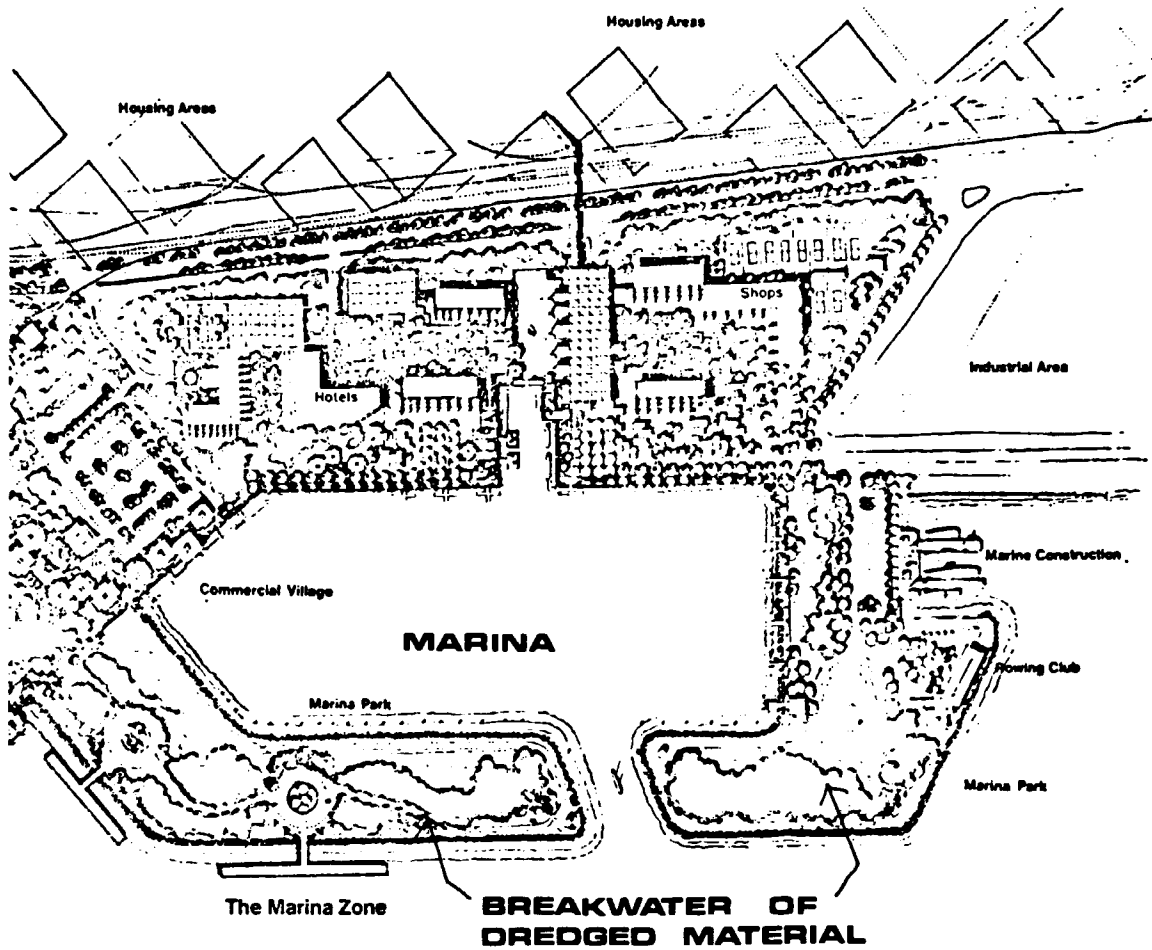 Housing Areas
Housing Areas
Shops
Industrial Area
Hotels
Marine Construction
Commercial Village
MARINA
Rowing Club
Marina Park
Marina Park
The Marina Zone
BREAKWATER OF
DREDGED MATERIAL